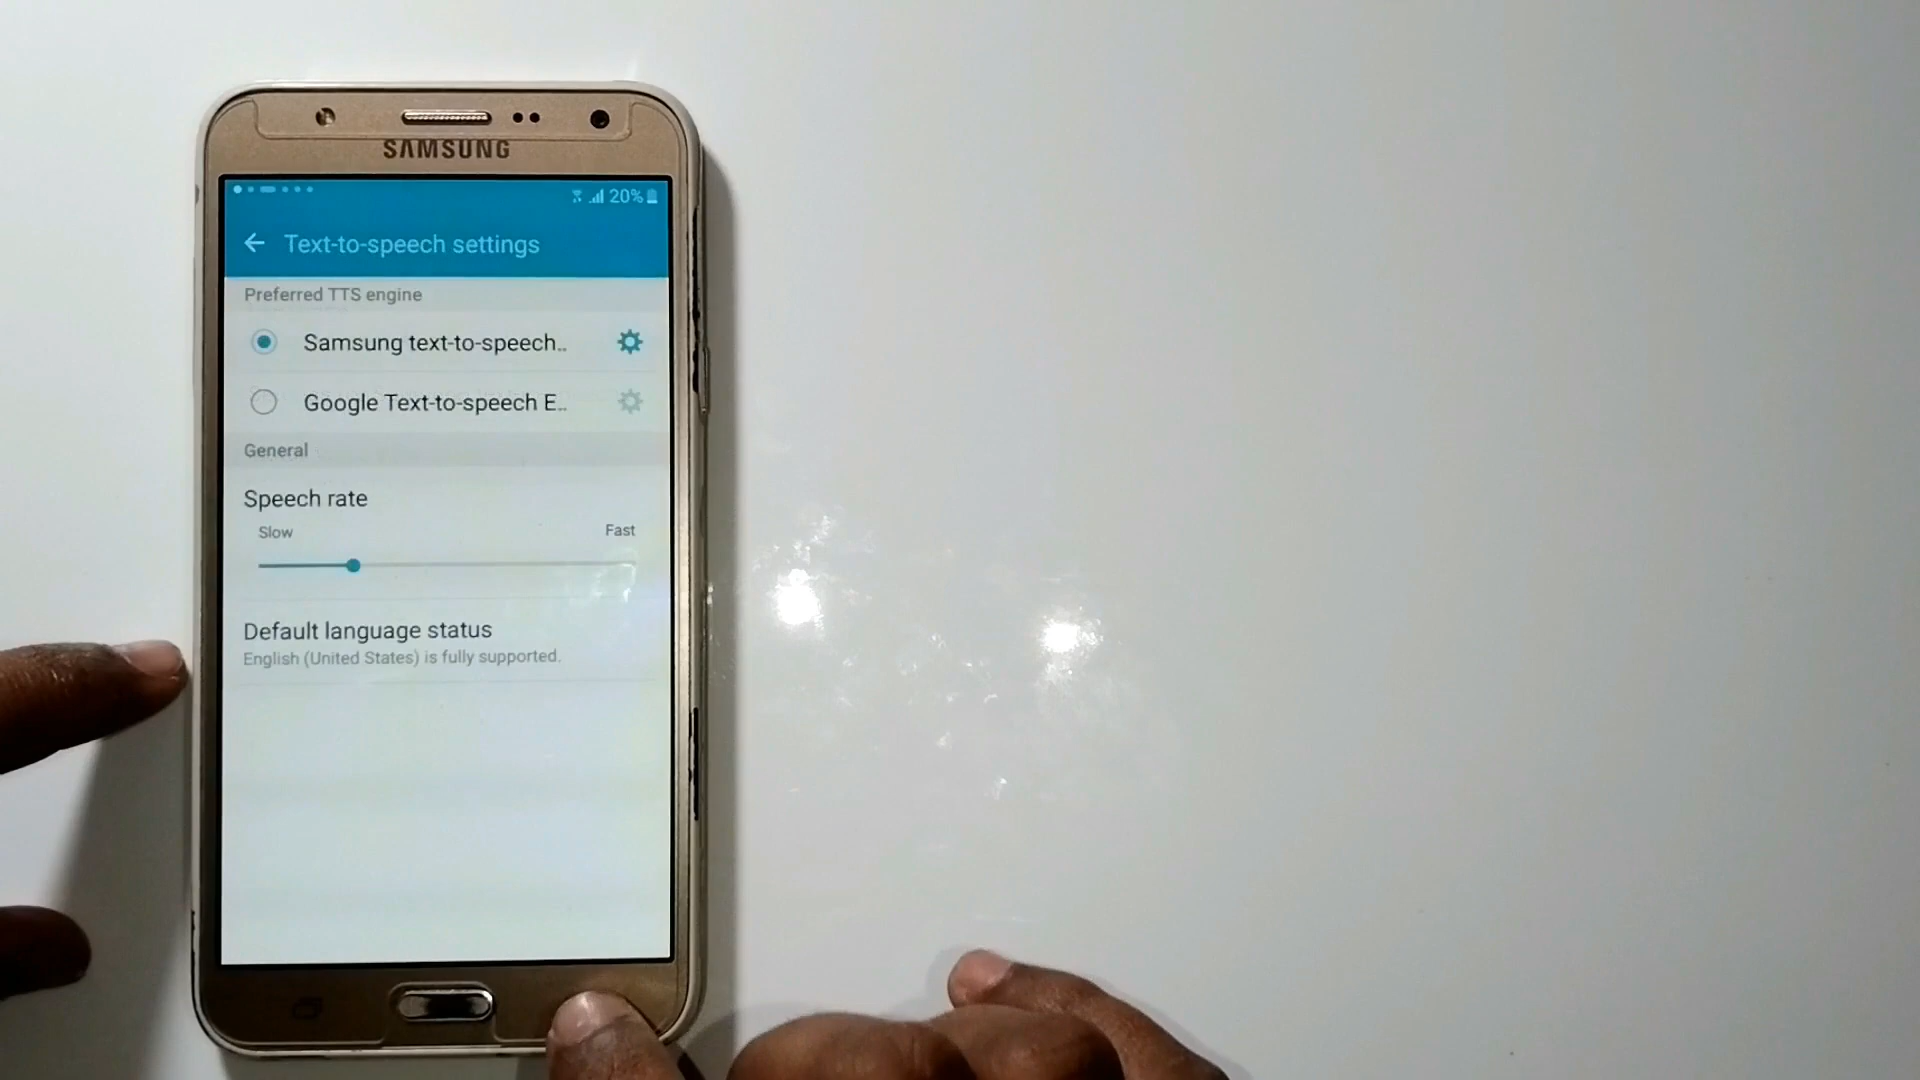 SAMSUNG
20%
Text-to-speech settings
Preferred TTS engine
Samsung text-to-speech..
Google Text-to-speech E..
General
Speech rate
Slow Fast
Default language status
English (United States) is fully supported.